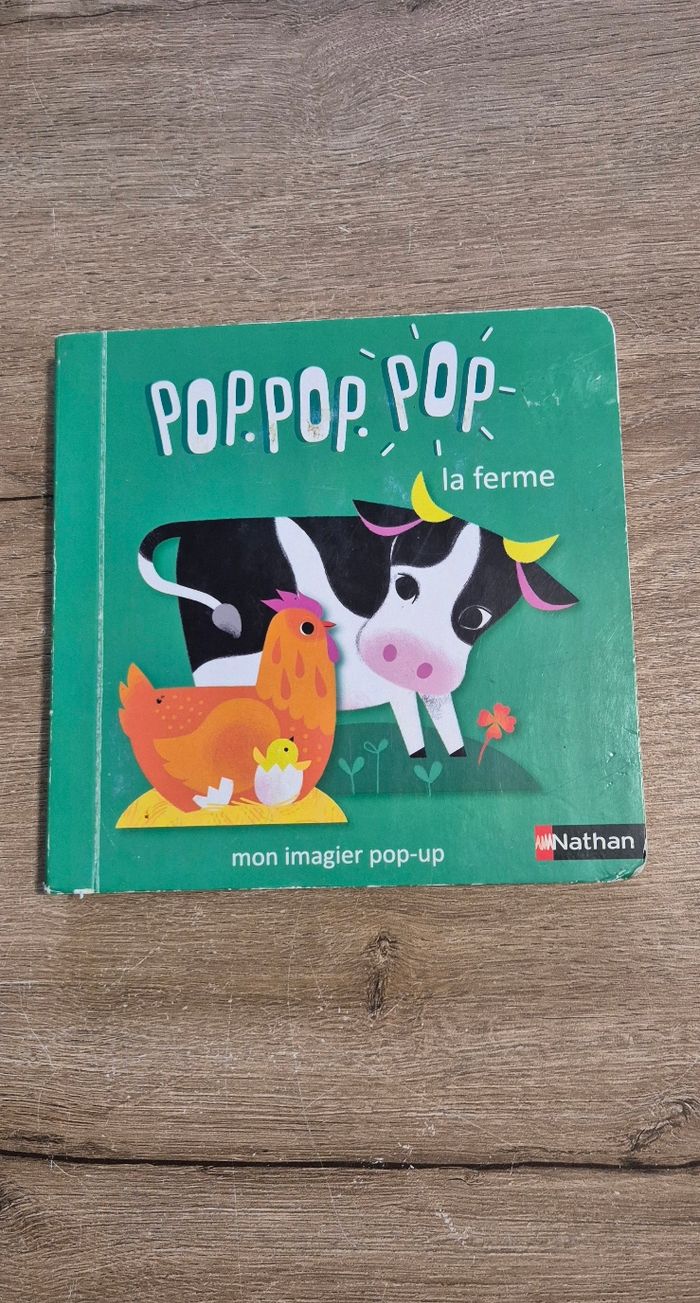 POP.POP. POP
la ferme
mon imagier pop-up
Nathan